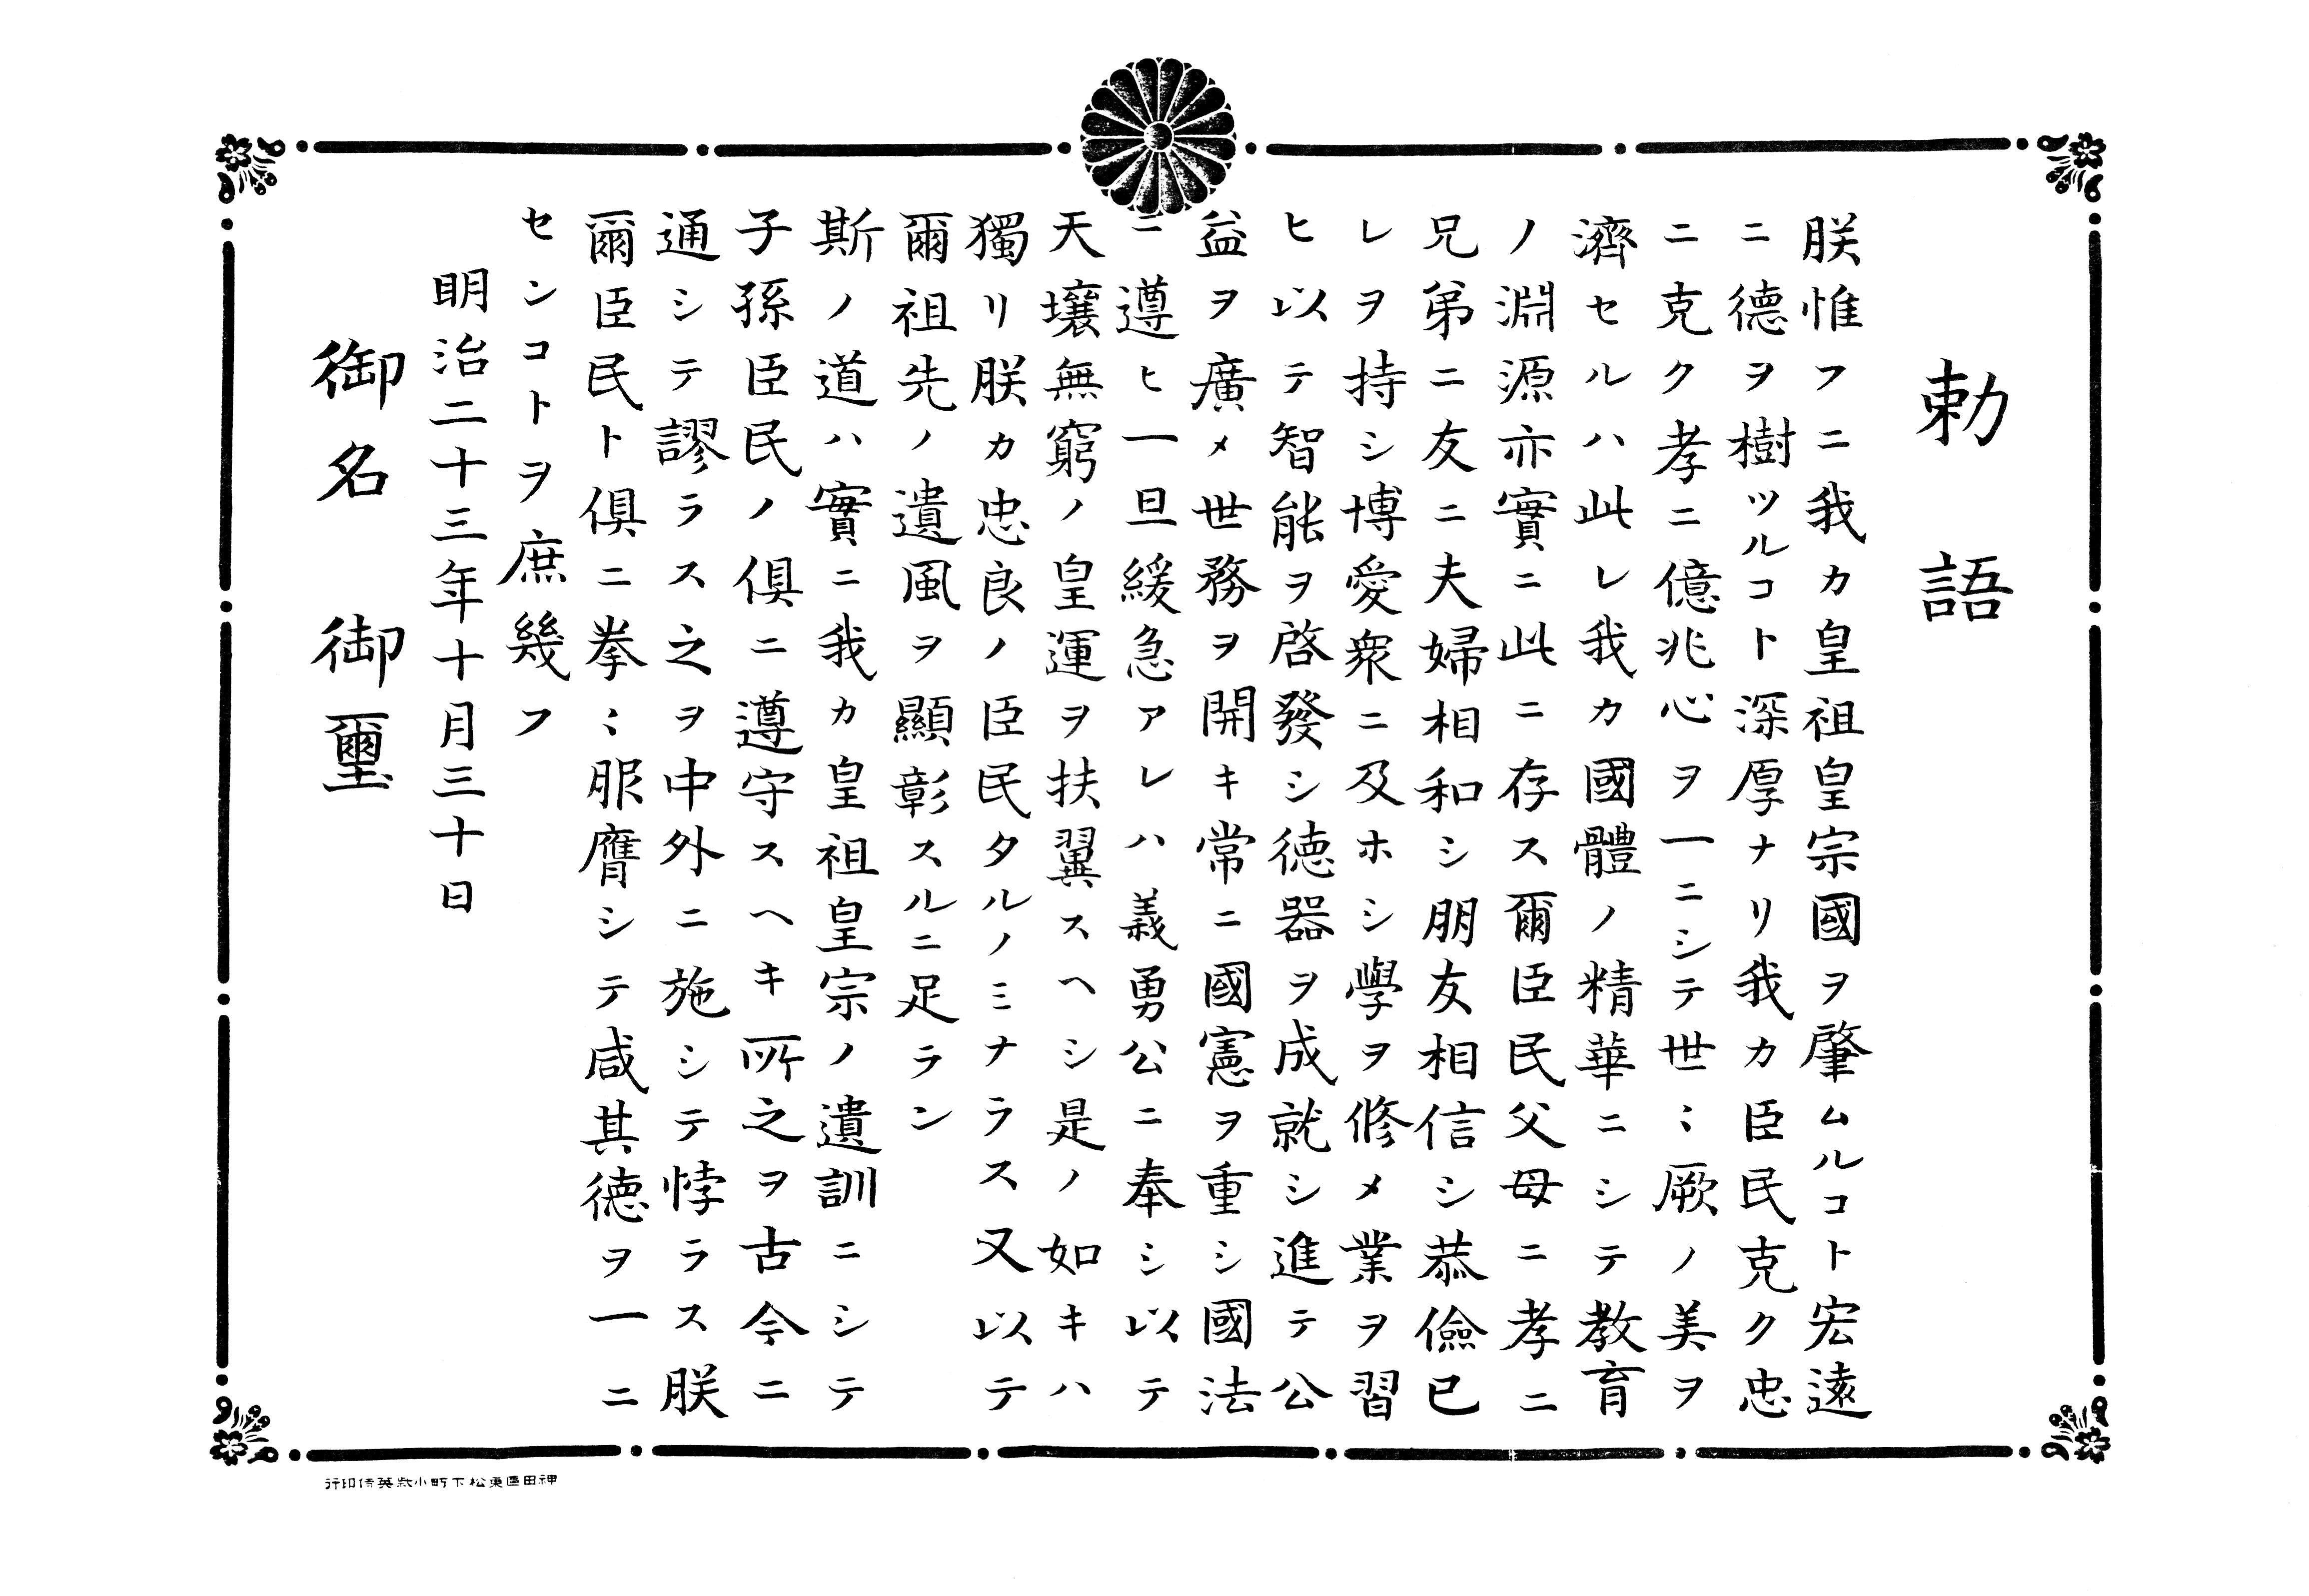 勅語
朕惟フニ我カ皇祖皇宗國ヲ肇ムルコト宏遠
ニ德ヲ樹ツルコト深厚ナリ我カ臣民克ク忠
ニ克ク孝ニ億兆心ヲ一ニシテ世〻厥ノ美ヲ
濟セルハ此レ我カ國體ノ精華ニシテ教育
ノ淵源亦實ニ此ニ存ス爾臣民父母ニ孝ニ
兄弟ニ友ニ夫婦相和シ朋友相信シ恭儉已
レヲ持シ博愛衆ニ及ホシ學ヲ修メ業ヲ習
ヒ以テ智能ヲ啓發シ德器ヲ成就シ進テ公
益ヲ廣メ世務ヲ開キ常ニ國憲ヲ重シ國法
ニ遵ヒ一旦緩急アレハ義勇公ニ奉シ以テ
天壤無窮ノ皇運ヲ扶翼スヘシ是ノ如キハ
獨リ朕カ忠良ノ臣民タルノミナラス又以テ
爾祖先ノ遺風ヲ顯彰スルニ足ラン
斯ノ道ハ實ニ我カ皇祖皇宗ノ遺訓ニシテ
子孫臣民ノ俱ニ遵守スヘキ所之ヲ古今ニ
通シテ謬ラス之ヲ中外ニ施シテ悖ラス朕
爾臣民ト俱ニ拳〻服膺シテ咸其德ヲ一ニ
センコトヲ庶幾フ
明治二十三年十月三十日
御名御璽
神田區東松下町小